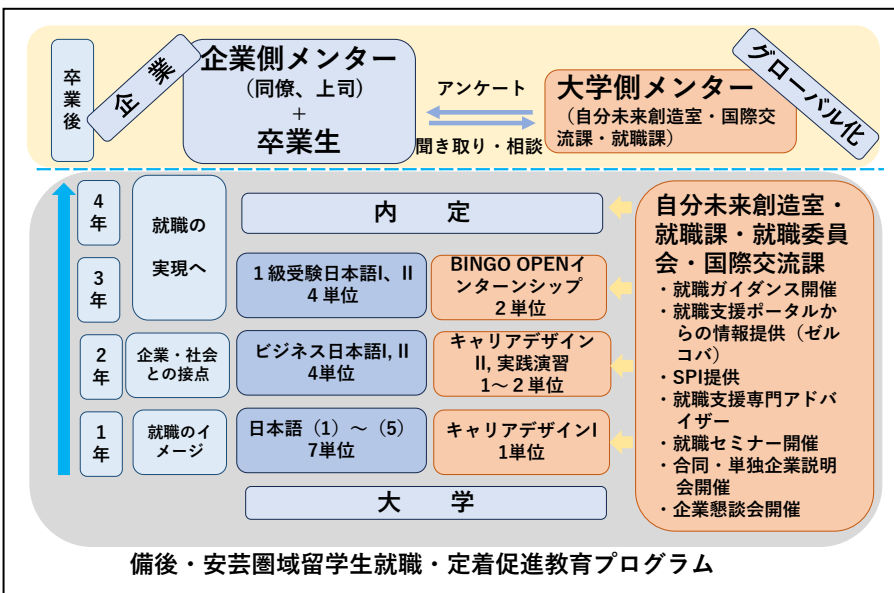 卒業後
企業
企業側メンター
（同僚、上司）
+
卒業生
アンケート
聞き取り・相談
大学側メンター
（自分未来創造室・国際交
流課・就職課）
グローバル化
4年
3年
2年
1年
就職の
実現へ
企業・社会
との接点
就職のイ
メージ
内　定
１級受験日本語I、II
４単位
BINGO OPENイ
ンターンシップ
２単位
ビジネス日本語I, II
4単位
キャリアデザイン
II, 実践演習
１～２単位
日本語（1）～（5）
7単位
キャリアデザインI
1単位
大　学
自分未来創造室・
就職課・就職委員
会・国際交流課
・就職ガイダンス開催
・就職支援ポータルか
らの情報提供（ゼル
コバ）
・SPI提供
・就職支援専門アドバ
イザー
・就職セミナー開催
・合同・単独企業説明
会開催
・企業懇談会開催
備後・安芸圏域留学生就職・定着促進教育プログラム